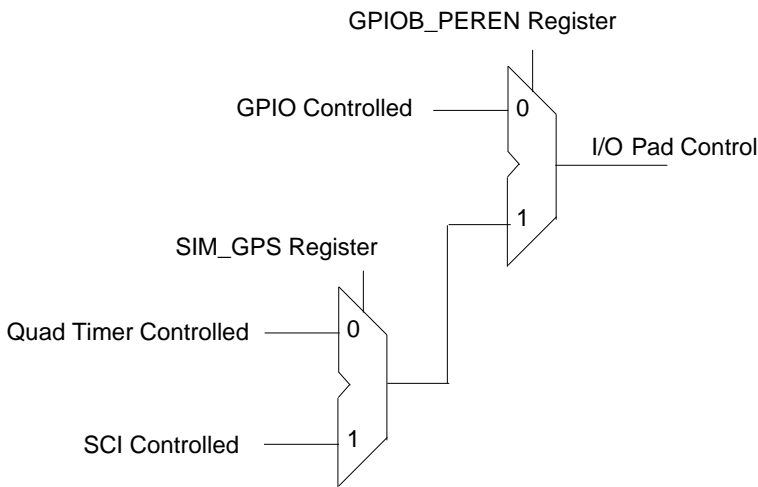 GPIOB_PEREN Register
GPIO Controlled
0
I/O Pad Control
1
SIM_GPS Register
Quad Timer Controlled
0
SCI Controlled
1